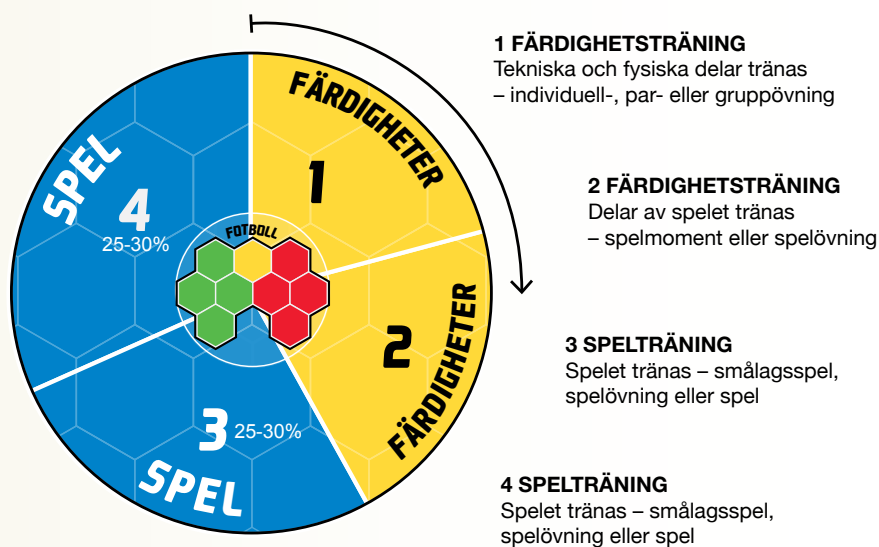 FÄRDIGHETER
1
FÄRDIGHETER
2
3 25-30%
SPEL
SPEL
4
25-30%
FOTBOLL
1 FÄRDIGHETSTRÄNING
Tekniska och fysiska delar tränas
– individuell-, par- eller gruppövning
2 FÄRDIGHETSTRÄNING
Delar av spelet tränas
– spelmoment eller spelövning
3 SPELTRÄNING
Spelet tränas – smålagsspel,
spelövning eller spel
4 SPELTRÄNING
Spelet tränas – smålagsspel,
spelövning eller spel